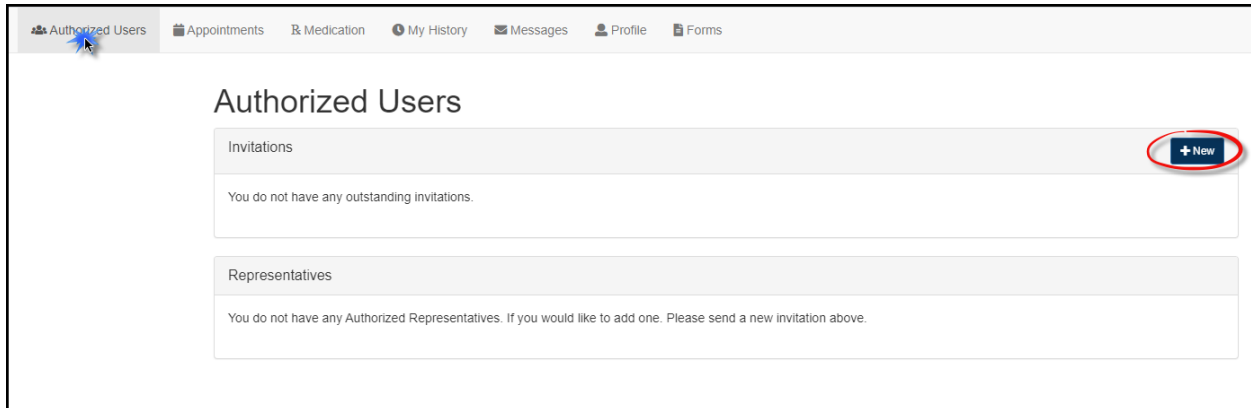 Authorized Users Appointments ℞ Medication My History Messages Profile Forms
Authorized Users
Invitations + New
You do not have any outstanding invitations.
Representatives
You do not have any Authorized Representatives. If you would like to add one. Please send a new invitation above.